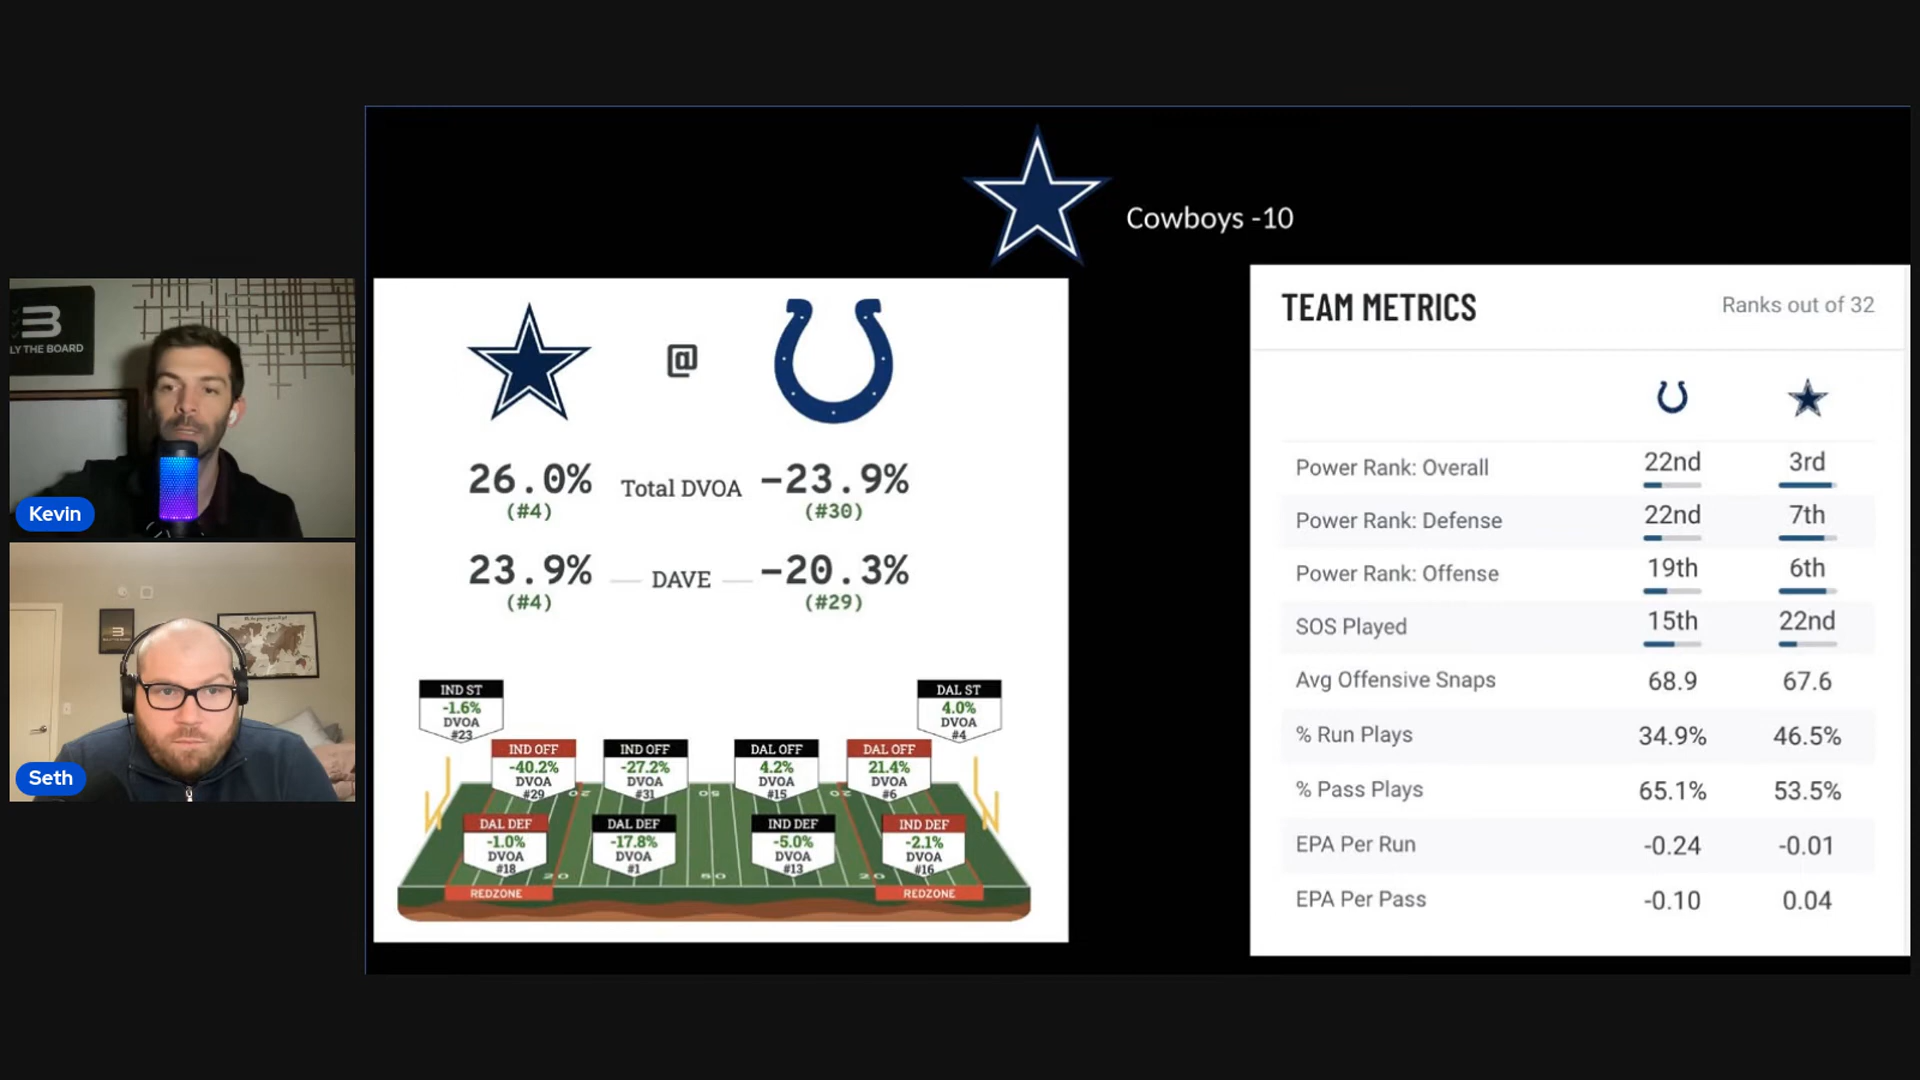 Cowboys -10
LY THE BOARD
Kevin
Seth
@
26.0% Total DVOA -23.9%
(#4) (#30)
23.9% DAVE -20.3%
(#4) (#29)
IND ST
-1.6%
DVOA
#23
DAL ST
4.0%
DVOA
#4
IND OFF
-40.2%
DVOA
#29
IND OFF
-27.2%
DVOA
#31
DAL OFF
4.2%
DVOA
#15
DAL OFF
21.4%
DVOA
#6
DAL DEF
-1.0%
DVOA
#18
DAL DEF
-17.8%
DVOA
#1
IND DEF
-5.0%
DVOA
#13
IND DEF
-2.1%
DVOA
#16
20 50 20
REDZONE REDZONE
TEAM METRICS Ranks out of 32
Power Rank: Overall 22nd 3rd
Power Rank: Defense 22nd 7th
Power Rank: Offense 19th 6th
SOS Played 15th 22nd
Avg Offensive Snaps 68.9 67.6
% Run Plays 34.9% 46.5%
% Pass Plays 65.1% 53.5%
EPA Per Run -0.24 -0.01
EPA Per Pass -0.10 0.04